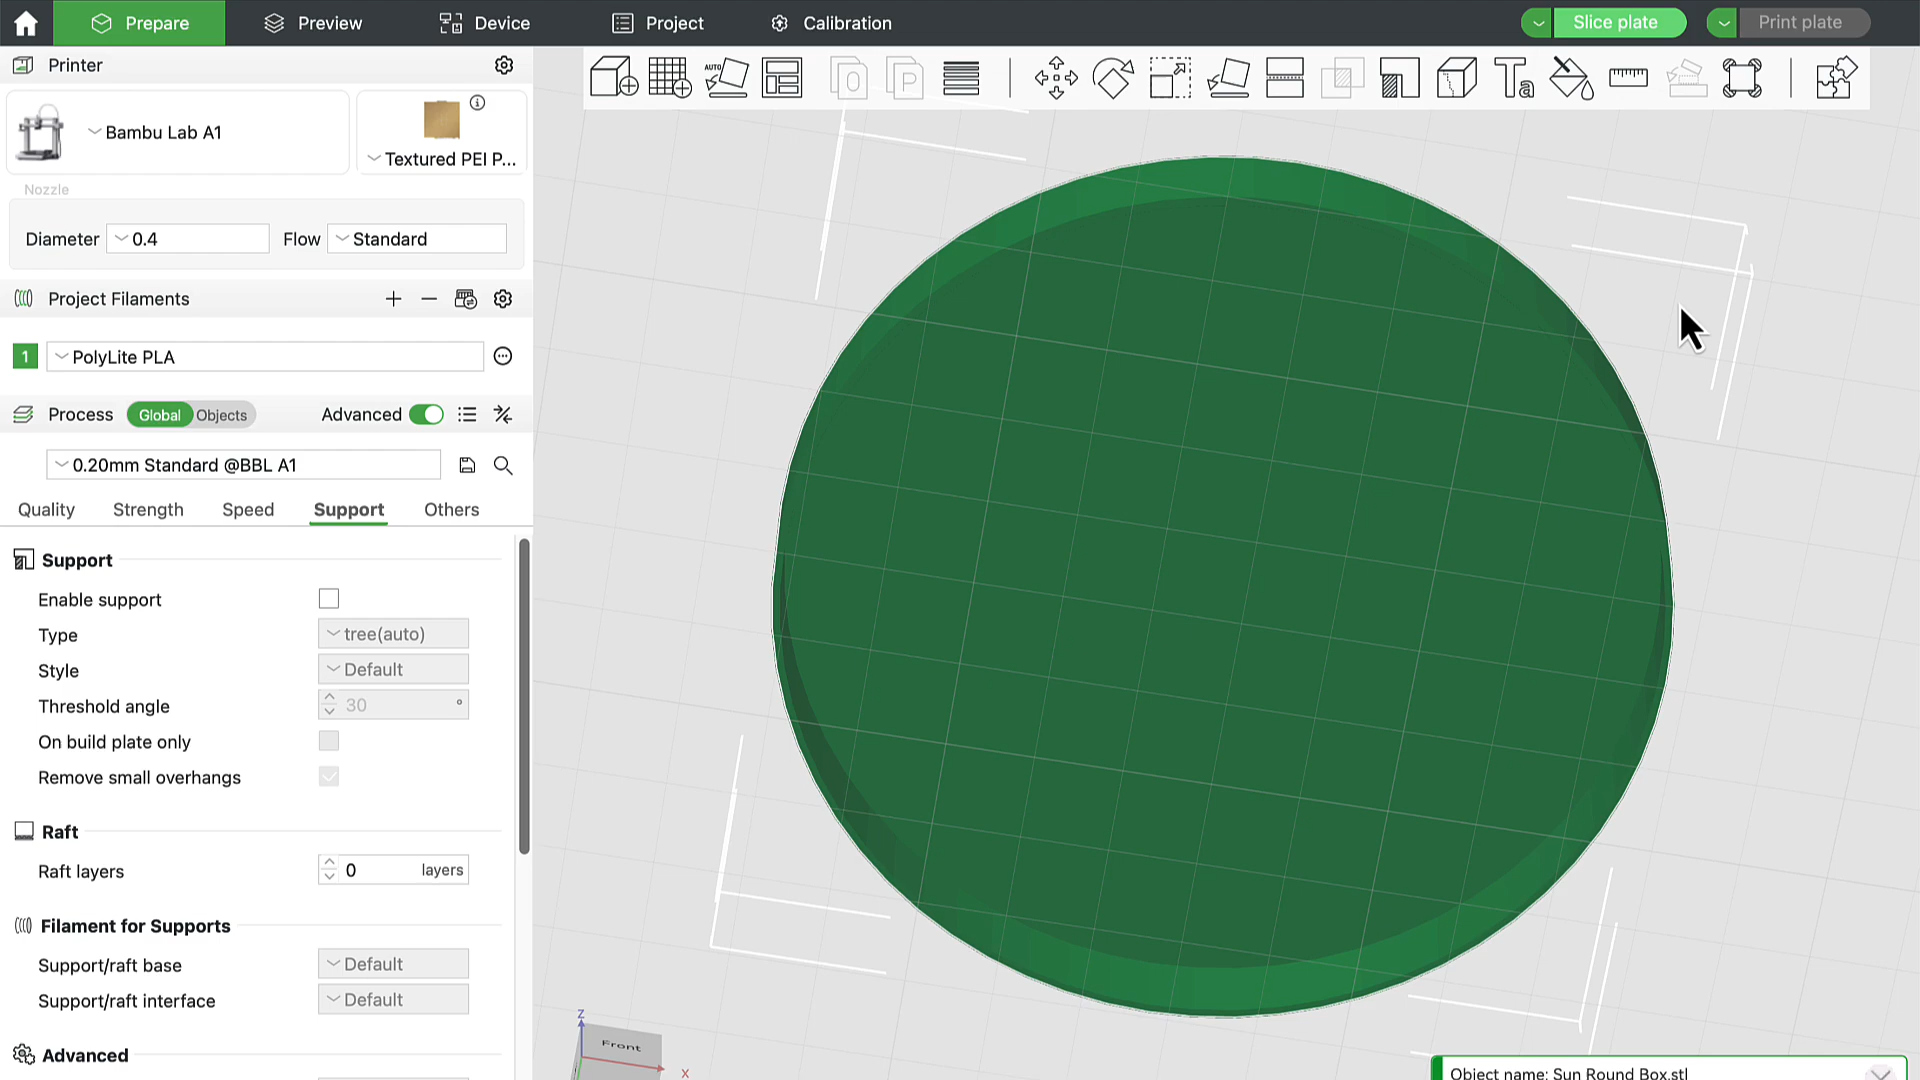 Prepare
Preview
Device
Project
Calibration
Slice plate
Print plate
Printer
Bambu Lab A1
Textured PEI P...
Nozzle
Diameter 0.4 Flow Standard
Project Filaments
1 PolyLite PLA
Process Global Objects Advanced
0.20mm Standard @BBL A1
Quality Strength Speed Support Others
Support
Enable support
Type tree(auto)
Style Default
Threshold angle 30 °
On build plate only
Remove small overhangs
Raft
Raft layers 0 layers
Filament for Supports
Support/raft base Default
Support/raft interface Default
Advanced
AUTO
O
P
Ta
Z
Front
X
Object name: Sun Round Box.stl